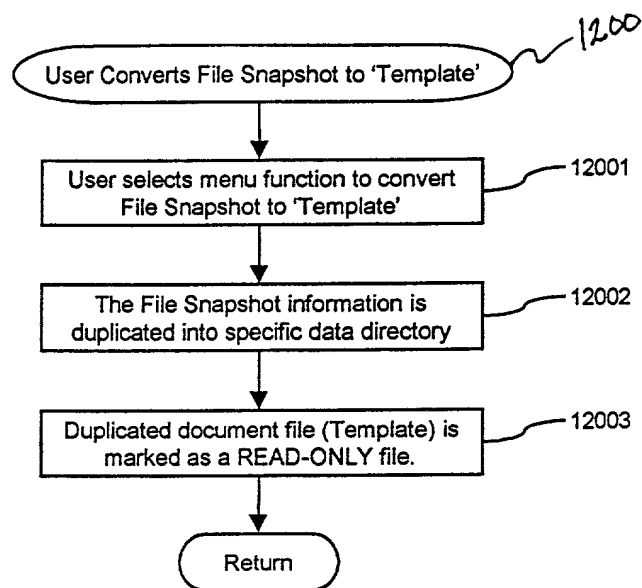 1200
User Converts File Snapshot to 'Template'
User selects menu function to convert
File Snapshot to 'Template'
12001
The File Snapshot information is
duplicated into specific data directory
12002
Duplicated document file (Template) is
marked as a READ-ONLY file.
12003
Return